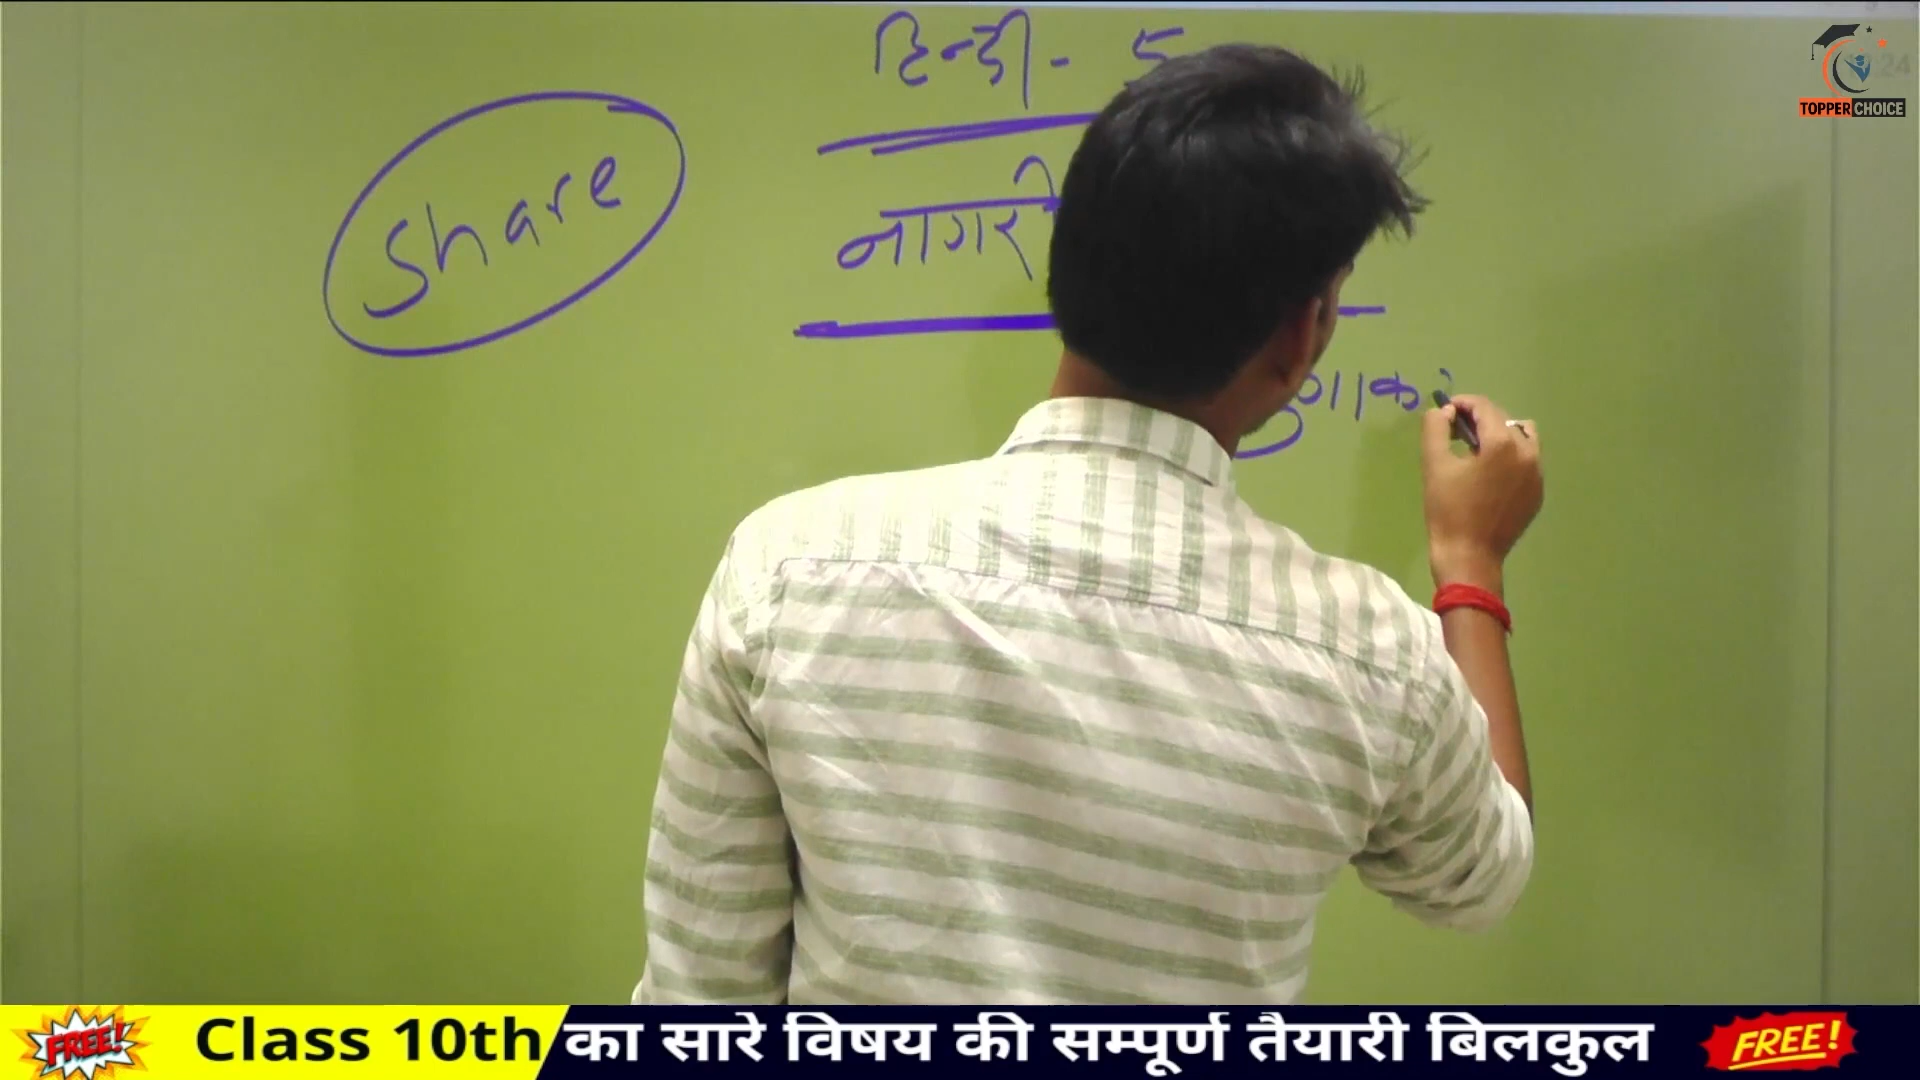 हिन्दी - 5
Share
नागरी
TOPPER CHOICE
FREE!
Class 10th का सारे विषय की सम्पूर्ण तैयारी बिलकुल
FREE!